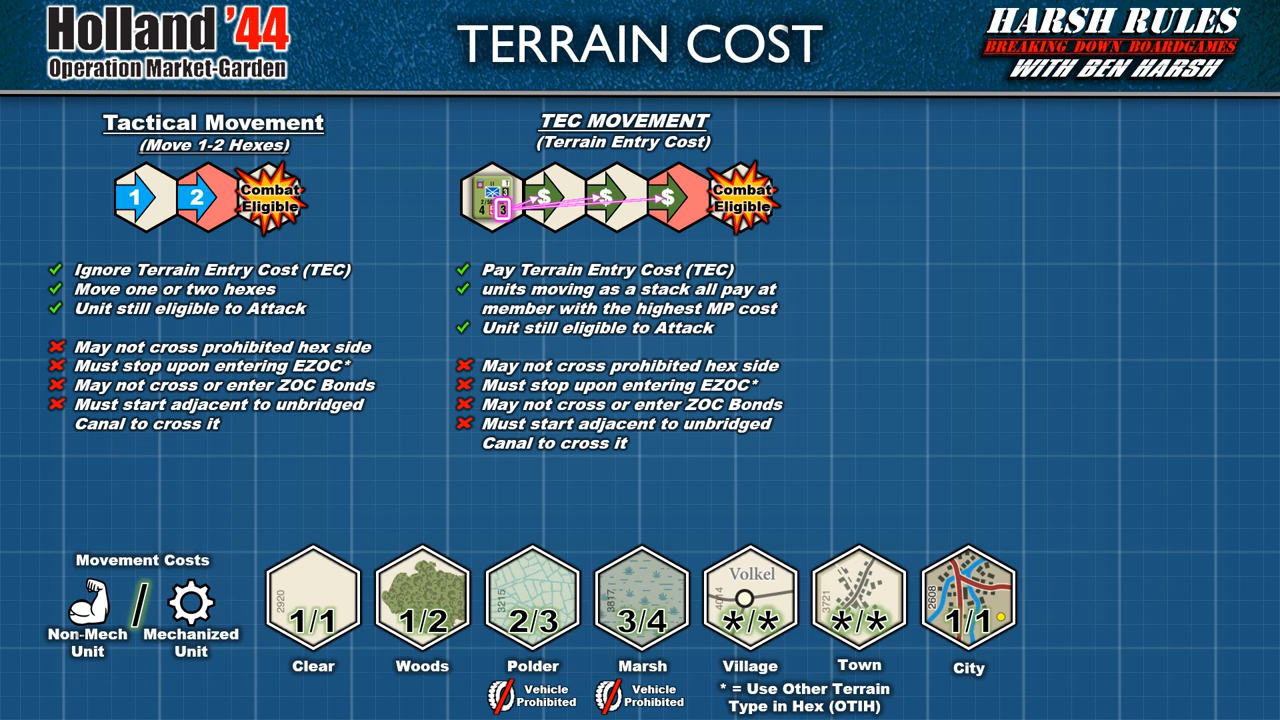 Holland '44
Operation Market-Garden
TERRAIN COST
HARSH RULES
BREAKING DOWN BOARDGAMES
WITH BEN HARSH
Tactical Movement
(Move 1-2 Hexes)
1
2
Combat
Eligible
✓ Ignore Terrain Entry Cost (TEC)
✓ Move one or two hexes
✓ Unit still eligible to Attack
✗ May not cross prohibited hex side
✗ Must stop upon entering EZOC*
✗ May not cross or enter ZOC Bonds
✗ Must start adjacent to unbridged
Canal to cross it
TEC MOVEMENT
(Terrain Entry Cost)
4 3
$
$
$
Combat
Eligible
✓ Pay Terrain Entry Cost (TEC)
✓ units moving as a stack all pay at
member with the highest MP cost
✓ Unit still eligible to Attack
✗ May not cross prohibited hex side
✗ Must stop upon entering EZOC*
✗ May not cross or enter ZOC Bonds
✗ Must start adjacent to unbridged
Canal to cross it
Movement Costs
/
Non-Mech
Unit
Mechanized
Unit
2920
1/1
Clear
1/2
Woods
3215
2/3
Polder
Vehicle
Prohibited
3817
3/4
Marsh
Vehicle
Prohibited
Volkel
*/*
Village
3721
*/*
Town
* = Use Other Terrain
Type in Hex (OTIH)
2608
1/1
City